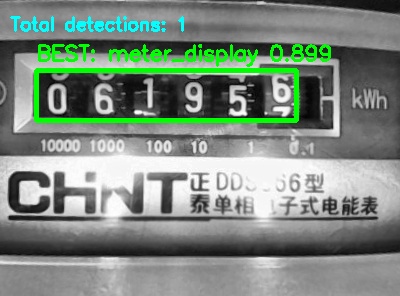 Total detections: 1
BEST: meter_display 0.899
0 6 1 9 5 6
kWh
10000 1000 100 10 1 0.1
CHNT 正泰
DDS 66型
单相电子式电能表